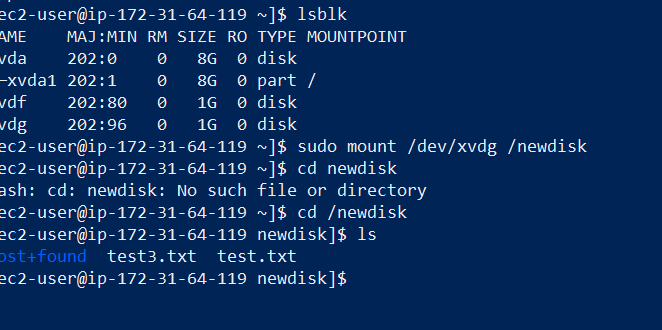 ec2-user@ip-172-31-64-119 ~]$ lsblk
AME MAJ:MIN RM SIZE RO TYPE MOUNTPOINT
vda 202:0 0 8G 0 disk
-xvda1 202:1 0 8G 0 part /
vdf 202:80 0 1G 0 disk
vdg 202:96 0 1G 0 disk
ec2-user@ip-172-31-64-119 ~]$ sudo mount /dev/xvdg /newdisk
ec2-user@ip-172-31-64-119 ~]$ cd newdisk
ash: cd: newdisk: No such file or directory
ec2-user@ip-172-31-64-119 ~]$ cd /newdisk
ec2-user@ip-172-31-64-119 newdisk]$ ls
ost+found test3.txt test.txt
ec2-user@ip-172-31-64-119 newdisk]$